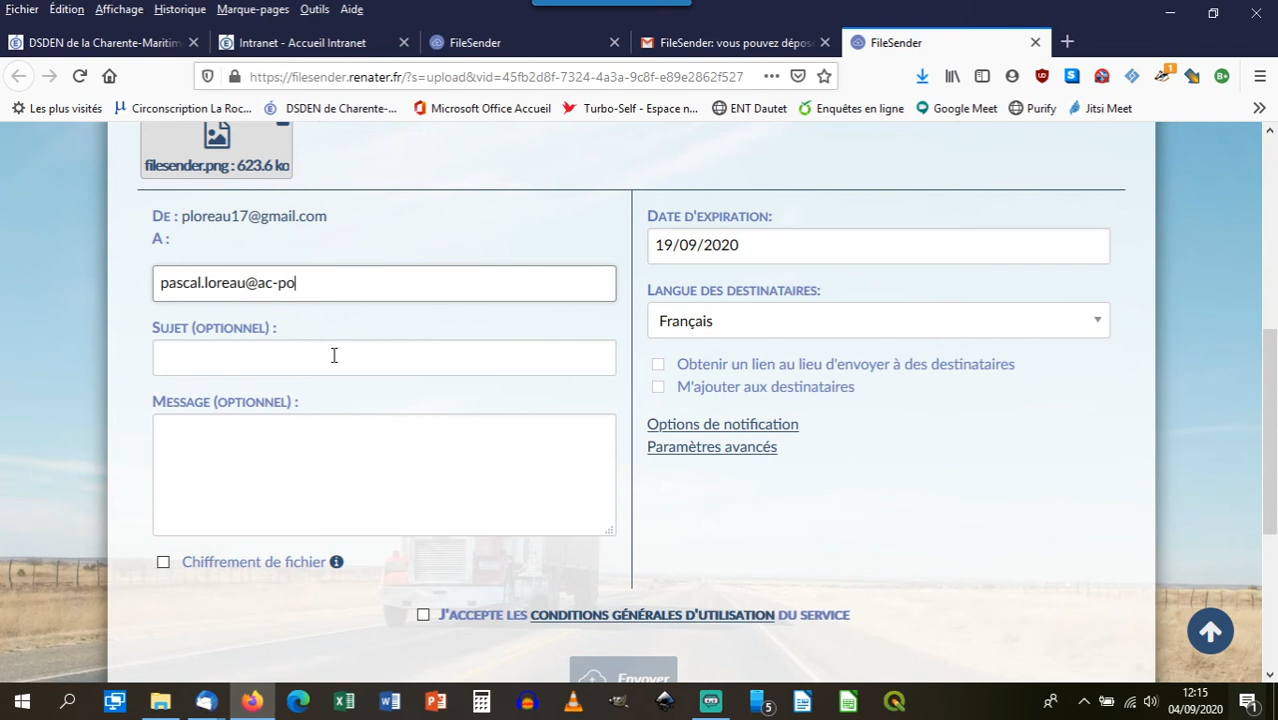 Fichier Édition Affichage Historique Marque-pages Outils Aide
DSDEN de la Charente-Maritim Intranet - Accueil Intranet FileSender FileSender: vous pouvez dépos FileSender
https://filesender.renater.fr/?s=upload&vid=45fb2d8f-7324-4a3a-9c8f-e89e2862f527
1
Les plus visités Circonscription La Roc... DSDEN de Charente-... Microsoft Office Accueil Turbo-Self - Espace n... ENT Dautet Enquêtes en ligne Google Meet Purify Jitsi Meet
filesender.png : 623.6 ko
DE : ploreau17@gmail.com
A :
pascal.loreau@ac-po
SUJET (OPTIONNEL) :
MESSAGE (OPTIONNEL) :
Chiffrement de fichier
DATE D'EXPIRATION:
19/09/2020
LANGUE DES DESTINATAIRES:
Français
Obtenir un lien au lieu d'envoyer à des destinataires
M'ajouter aux destinataires
Options de notification
Paramètres avancés
J'ACCEPTE LES CONDITIONS GÉNÉRALES D'UTILISATION DU SERVICE
Envoyer
5
12:15
04/09/2020
1